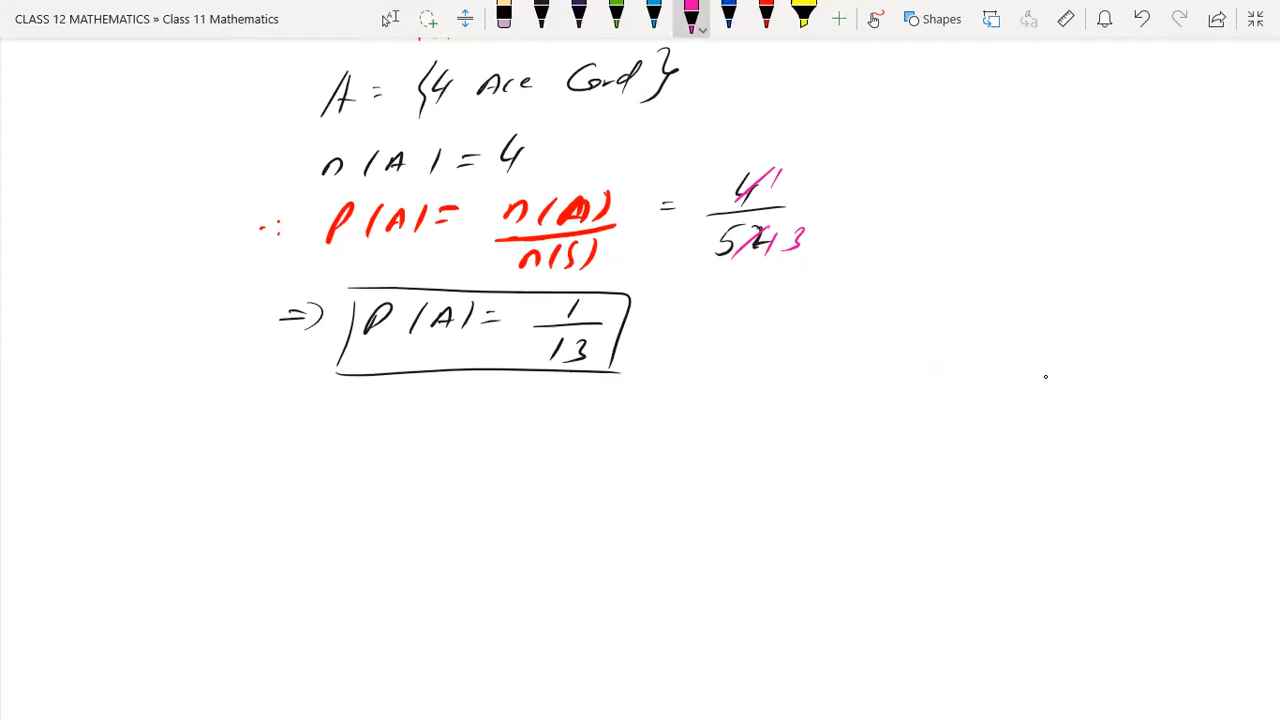 CLASS 12 MATHEMATICS » Class 11 Mathematics
Shapes
A = {4 Ace Card}
n(A) = 4
∴ P(A) = n(A)/n(S) = 4/52 1 13
=> P(A) = 1/13